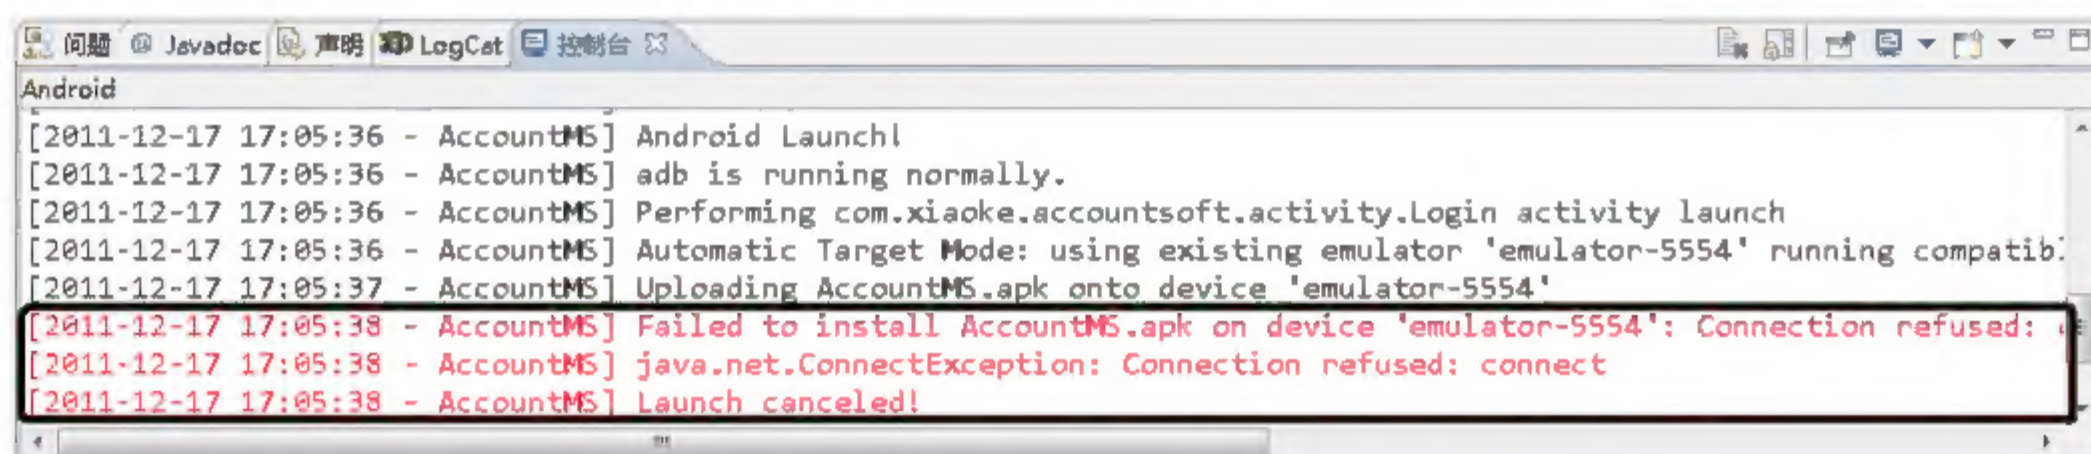 问题 @ Javadoc 声明 LogCat 控制台
Android
[2011-12-17 17:05:36 - AccountMS] Android Launch!
[2011-12-17 17:05:36 - AccountMS] adb is running normally.
[2011-12-17 17:05:36 - AccountMS] Performing com.xiaoke.accountsoft.activity.Login activity launch
[2011-12-17 17:05:36 - AccountMS] Automatic Target Mode: using existing emulator 'emulator-5554' running compatib
[2011-12-17 17:05:37 - AccountMS] Uploading AccountMS.apk onto device 'emulator-5554'
[2011-12-17 17:05:38 - AccountMS] Failed to install AccountMS.apk on device 'emulator-5554': Connection refused:
[2011-12-17 17:05:38 - AccountMS] java.net.ConnectException: Connection refused: connect
[2011-12-17 17:05:38 - AccountMS] Launch canceled!